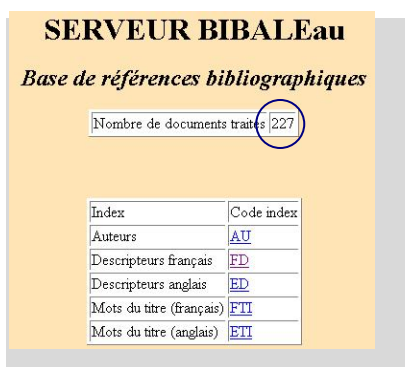 SERVEUR BIBALEau
Base de références bibliographiques
Nombre de documents traités 227
Index Code index
Auteurs AU
Descripteurs français FD
Descripteurs anglais ED
Mots du titre (français) FTI
Mots du titre (anglais) ETI